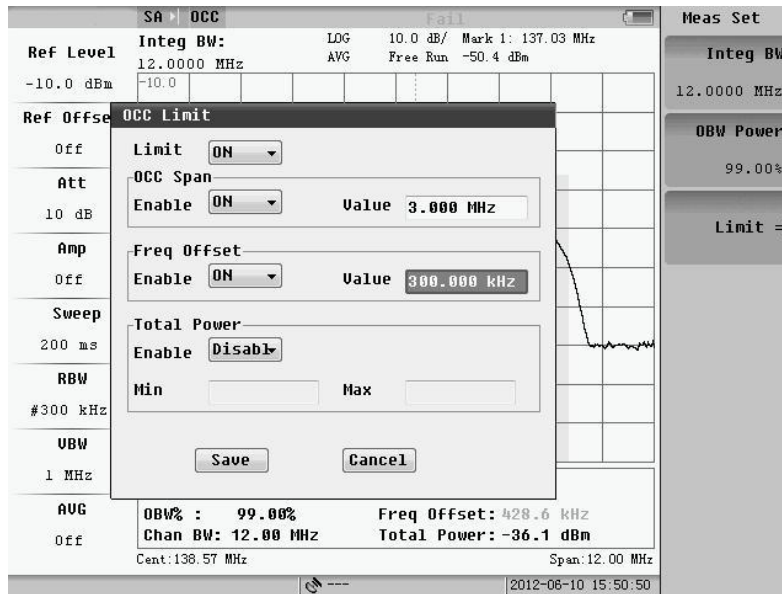 SA OCC Fail Meas Set
Integ BW:
12.0000 MHz
LOG 10.0 dB/ Mark 1: 137.03 MHz
AVG Free Run -50.4 dBm
Ref Level
-10.0 dBm
-10.0
Ref Offse
Off
Att
10 dB
Amp
Off
Sweep
200 ms
RBW
#300 kHz
VBW
1 MHz
AVG
Off
OCC Limit
Limit ON
OCC Span
Enable ON Value 3.000 MHz
Freq Offset
Enable ON Value 300.000 kHz
Total Power
Enable Disabl
Min Max
Save Cancel
OBW% : 99.00% Freq Offset: 428.6 kHz
Chan BW: 12.00 MHz Total Power: -36.1 dBm
Cent:138.57 MHz Span:12.00 MHz
--- 2012-06-10 15:50:50
Integ BW
12.0000 MHz
OBW Power
99.00%
Limit =